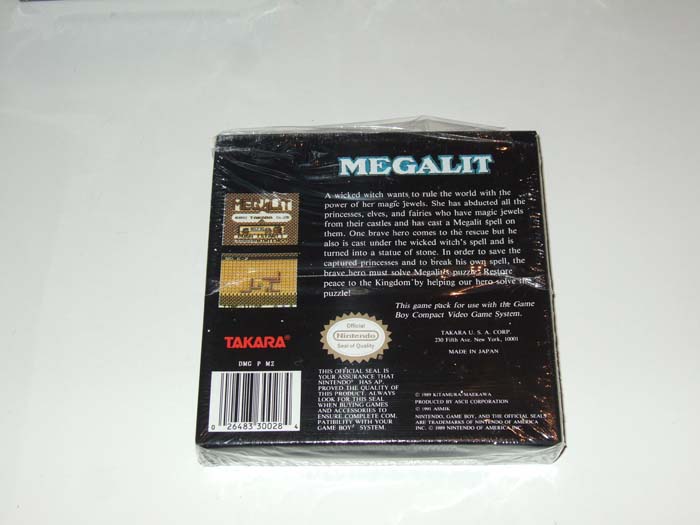 MEGALIT
A wicked witch wants to rule the world with the
power of her magic jewels. She has abducted all the
princesses, elves, and fairies who have magic jewels
from their castles and has cast a Megalit spell on
them. One brave hero comes to the rescue but he
also is cast under the wicked witch's spell and is
turned into a statue of stone. In order to save the
captured princesses and to break his own spell, the
brave hero must solve Megalit's puzzle! Restore
peace to the Kingdom by helping our hero solve the
puzzle!
This game pack for use with the Game
Boy Compact Video Game System.
MEGALIT
TAKARA
TAKARA®
DMG P MZ
Official
Nintendo
Seal of Quality
TAKARA U. S. A. CORP.
230 Fifth Ave. New York, 10001
MADE IN JAPAN
THIS OFFICIAL SEAL IS
YOUR ASSURANCE THAT
NINTENDO® HAS AP.
PROVED THE QUALITY OF
THIS PRODUCT. ALWAYS
LOOK FOR THIS SEAL
WHEN BUYING GAMES
AND ACCESSORIES TO
ENSURE COMPLETE COM.
PATIBILITY WITH YOUR
GAME BOY® SYSTEM.
© 1989 KITAMURA MAEKAWA
PRODUCED BY ASCII CORPORATION
© 1991 ASMIK
NINTENDO, GAME BOY, AND THE OFFICIAL SEALS
ARE TRADEMARKS OF NINTENDO OF AMERICA
INC. © 1989 NINTENDO OF AMERICA INC.
0 26483 30028 4